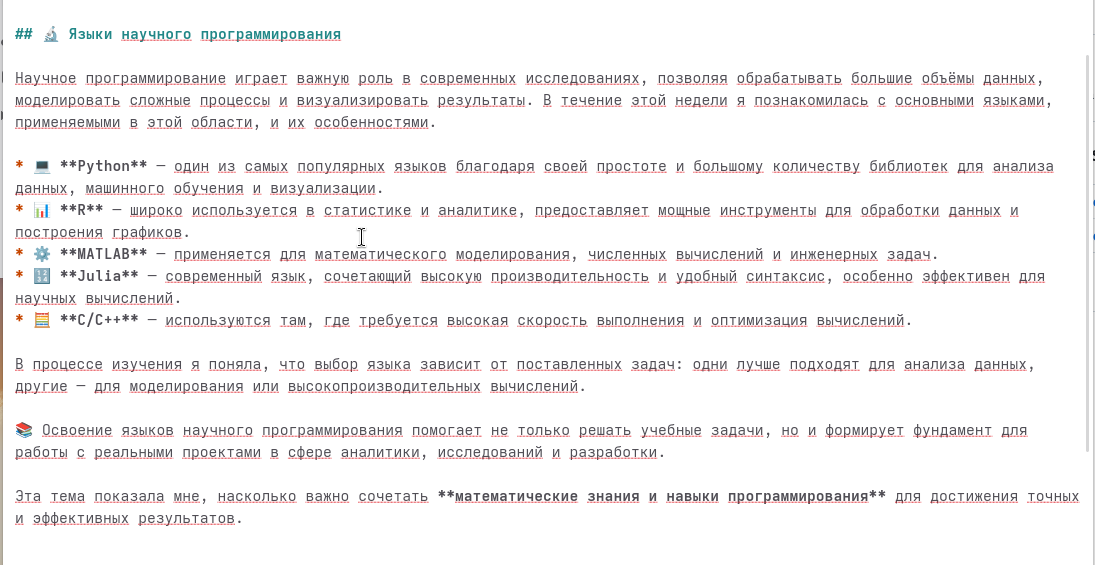 ## 🔬 Языки научного программирования
Научное программирование играет важную роль в современных исследованиях, позволяя обрабатывать большие объёмы данных,
моделировать сложные процессы и визуализировать результаты. В течение этой недели я познакомилась с основными языками,
применяемыми в этой области, и их особенностями.
* 💻 **Python** — один из самых популярных языков благодаря своей простоте и большому количеству библиотек для анализа
данных, машинного обучения и визуализации.
* 📊 **R** — широко используется в статистике и аналитике, предоставляет мощные инструменты для обработки данных и
построения графиков.
* ⚙️ **MATLAB** — применяется для математического моделирования, численных вычислений и инженерных задач.
* 🔢 **Julia** — современный язык, сочетающий высокую производительность и удобный синтаксис, особенно эффективен для
научных вычислений.
* 🧮 **C/C++** — используются там, где требуется высокая скорость выполнения и оптимизация вычислений.
В процессе изучения я поняла, что выбор языка зависит от поставленных задач: одни лучше подходят для анализа данных,
другие — для моделирования или высокопроизводительных вычислений.
📚 Освоение языков научного программирования помогает не только решать учебные задачи, но и формирует фундамент для
работы с реальными проектами в сфере аналитики, исследований и разработки.
Эта тема показала мне, насколько важно сочетать **математические знания и навыки программирования** для достижения точных
и эффективных результатов.